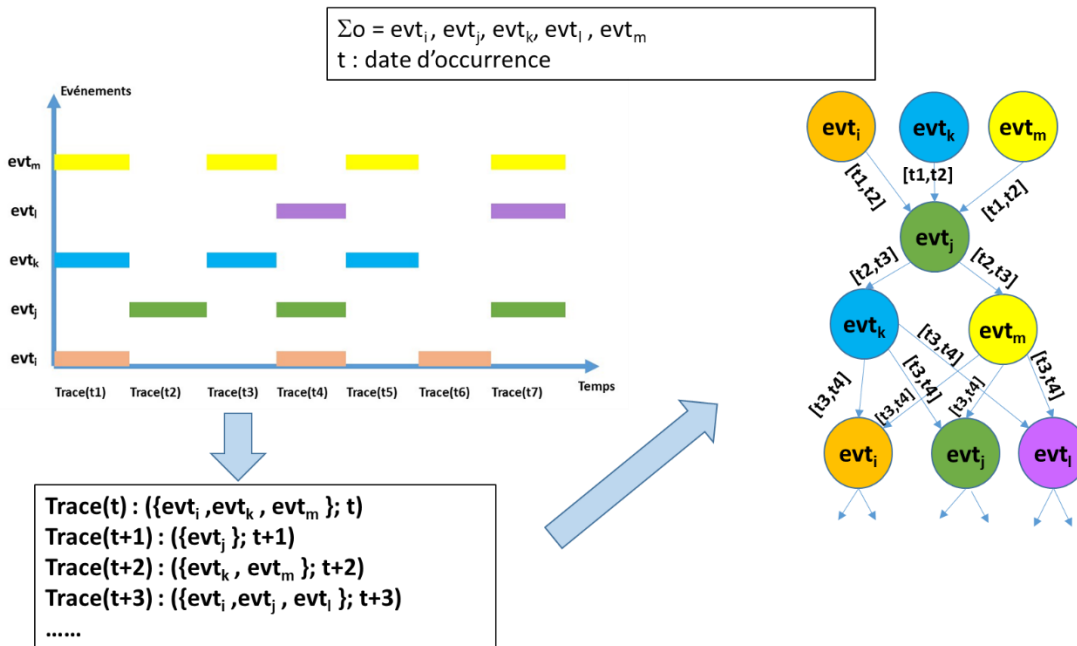 Σo = evtᵢ , evtⱼ, evtₖ, evtₗ , evtₘ
t : date d’occurrence
Evénements
evtₘ
evtₗ
evtₖ
evtⱼ
evtᵢ
Trace(t1) Trace(t2) Trace(t3) Trace(t4) Trace(t5) Trace(t6) Trace(t7) Temps
Trace(t) : ({evtᵢ ,evtₖ , evtₘ }; t)
Trace(t+1) : ({evtⱼ }; t+1)
Trace(t+2) : ({evtₖ , evtₘ }; t+2)
Trace(t+3) : ({evtᵢ ,evtⱼ , evtₗ }; t+3)
......
evtᵢ evtₖ evtₘ
[t1,t2] [t1,t2] [t1,t2]
evtⱼ
[t2,t3] [t2,t3]
evtₖ evtₘ
[t3,t4] [t3,t4] [t3,t4] [t3,t4] [t3,t4] [t3,t4]
evtᵢ evtⱼ evtₗ